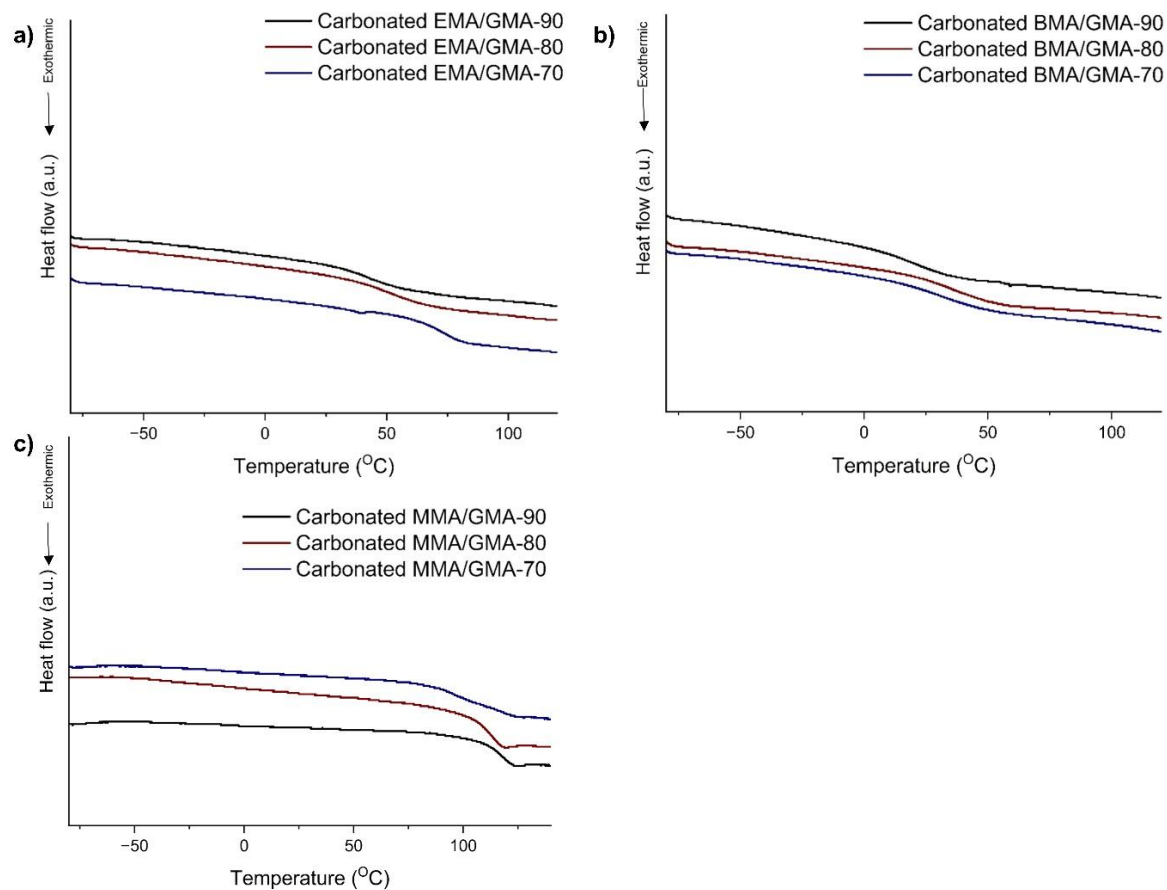 a)
Exothermic
Heat flow (a.u.)
Carbonated EMA/GMA-90
Carbonated EMA/GMA-80
Carbonated EMA/GMA-70
−50
0
50
100
Temperature (OC)
b)
Exothermic
Heat flow (a.u.)
Carbonated BMA/GMA-90
Carbonated BMA/GMA-80
Carbonated BMA/GMA-70
−50
0
50
100
Temperature (OC)
c)
Exothermic
Heat flow (a.u.)
Carbonated MMA/GMA-90
Carbonated MMA/GMA-80
Carbonated MMA/GMA-70
−50
0
50
100
Temperature (OC)